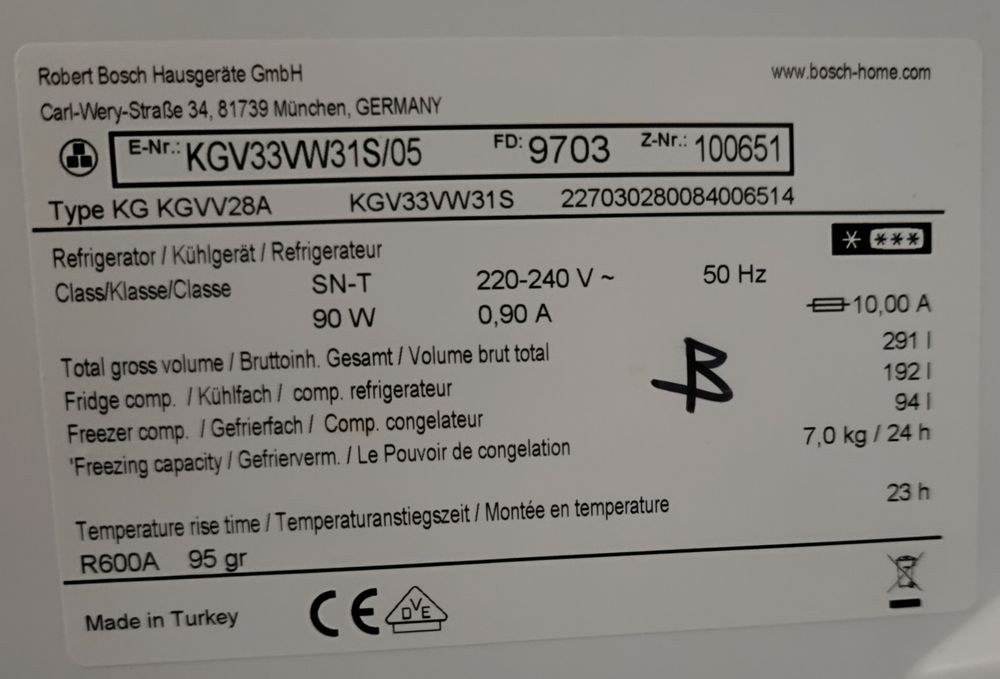 Robert Bosch Hausgeräte GmbH
www.bosch-home.com
Carl-Wery-Straße 34, 81739 München, GERMANY
E-Nr.: KGV33VW31S/05 FD: 9703 Z-Nr.: 100651
Type KG KGVV28A KGV33VW31S 227030280084006514
Refrigerator / Kühlgerät / Refrigerateur
Class/Klasse/Classe SN-T 220-240 V ~ 50 Hz
90 W 0,90 A 10,00 A
Total gross volume / Bruttoinh. Gesamt / Volume brut total 291 l
Fridge comp. / Kühlfach / comp. refrigerateur 192 l
Freezer comp. / Gefrierfach / Comp. congelateur 94 l
'Freezing capacity / Gefrierverm. / Le Pouvoir de congelation 7,0 kg / 24 h
Temperature rise time / Temperaturanstiegszeit / Montée en temperature 23 h
R600A 95 gr
Made in Turkey CE DVE